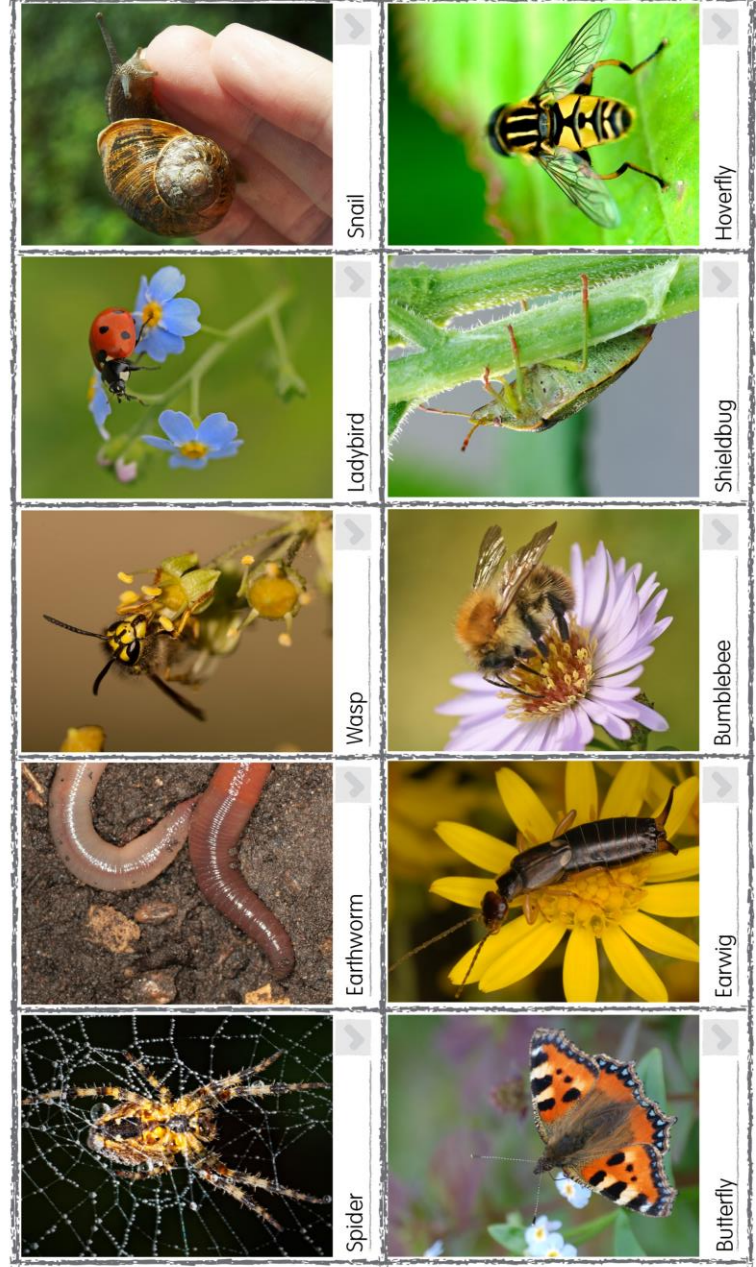 Spider
Earthworm
Wasp
Ladybird
Snail
Butterfly
Earwig
Bumblebee
Shieldbug
Hoverfly